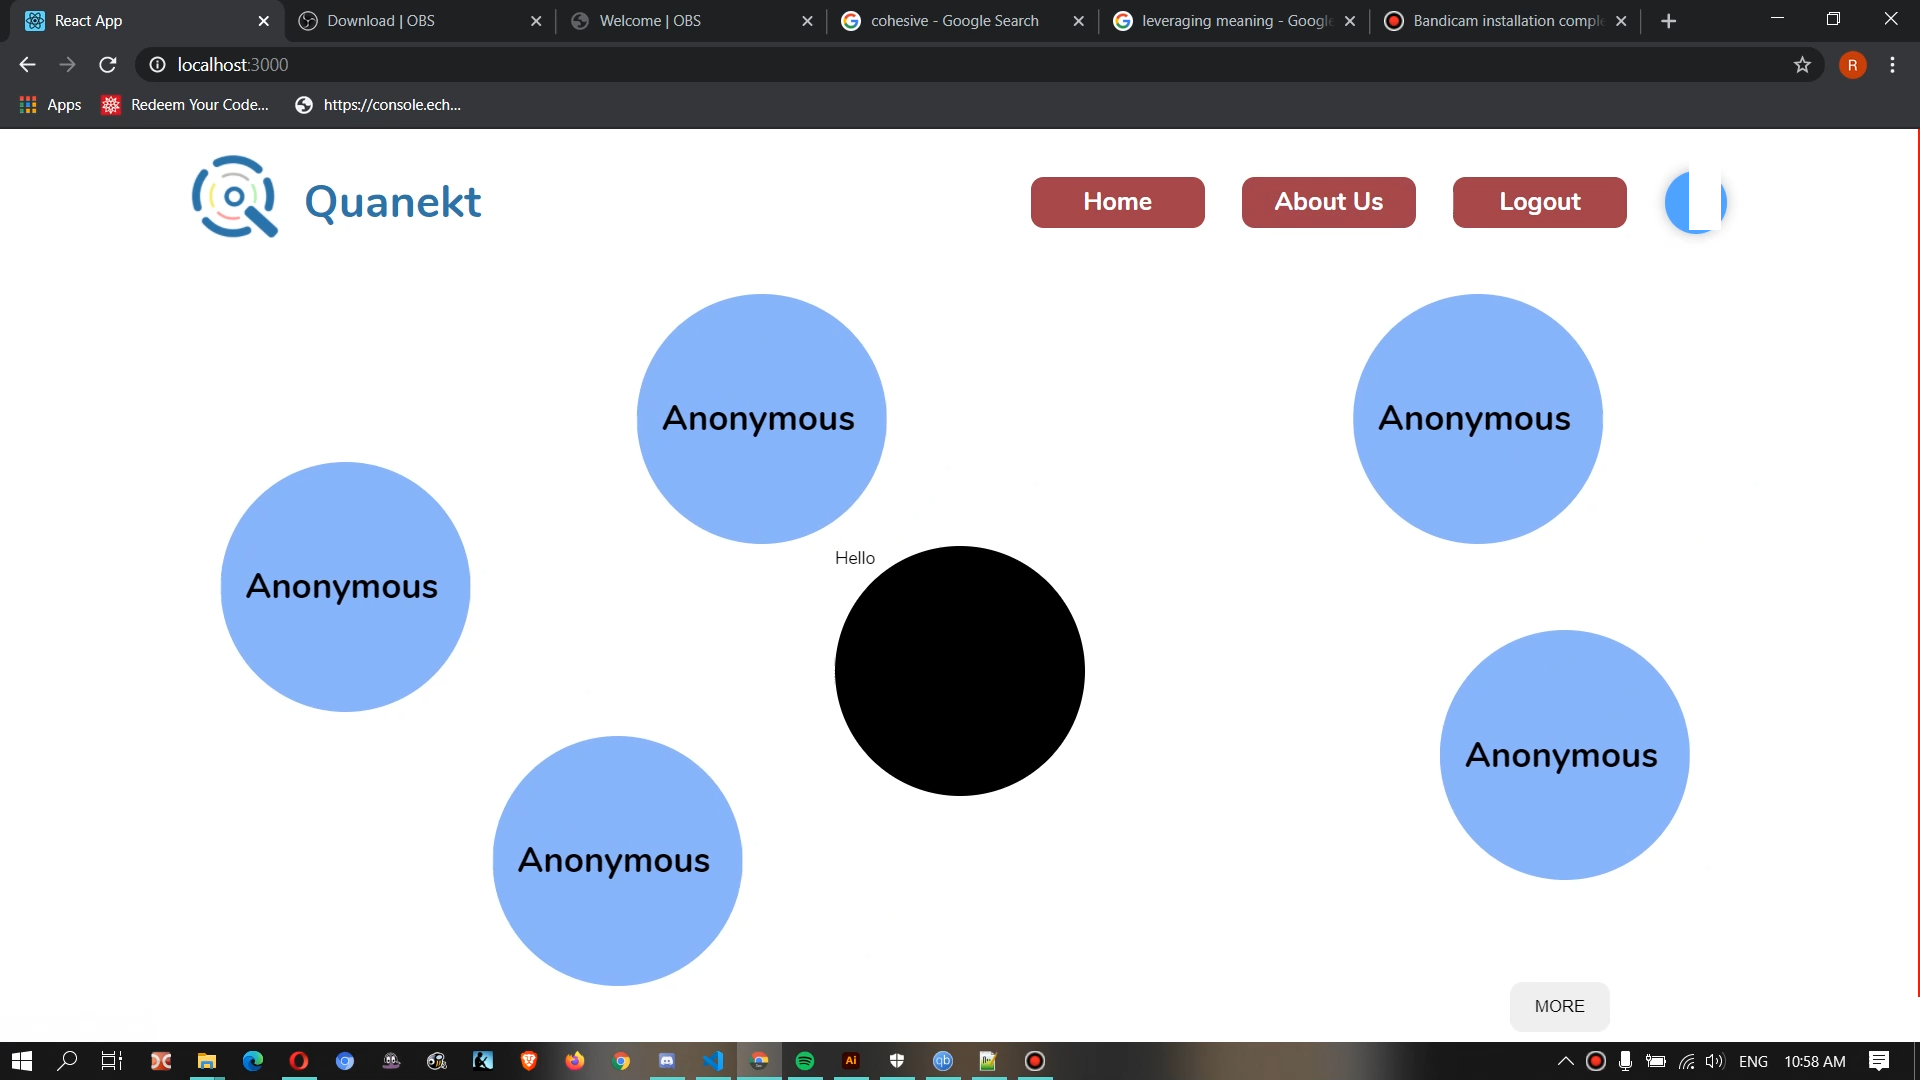 React App
Download | OBS
Welcome | OBS
cohesive - Google Search
leveraging meaning - Google
Bandicam installation comple
localhost:3000
R
Apps
Redeem Your Code...
https://console.ech...
Quanekt
Home
About Us
Logout
Anonymous
Anonymous
Hello
Anonymous
Anonymous
Anonymous
MORE
Ai
qb
ENG
10:58 AM